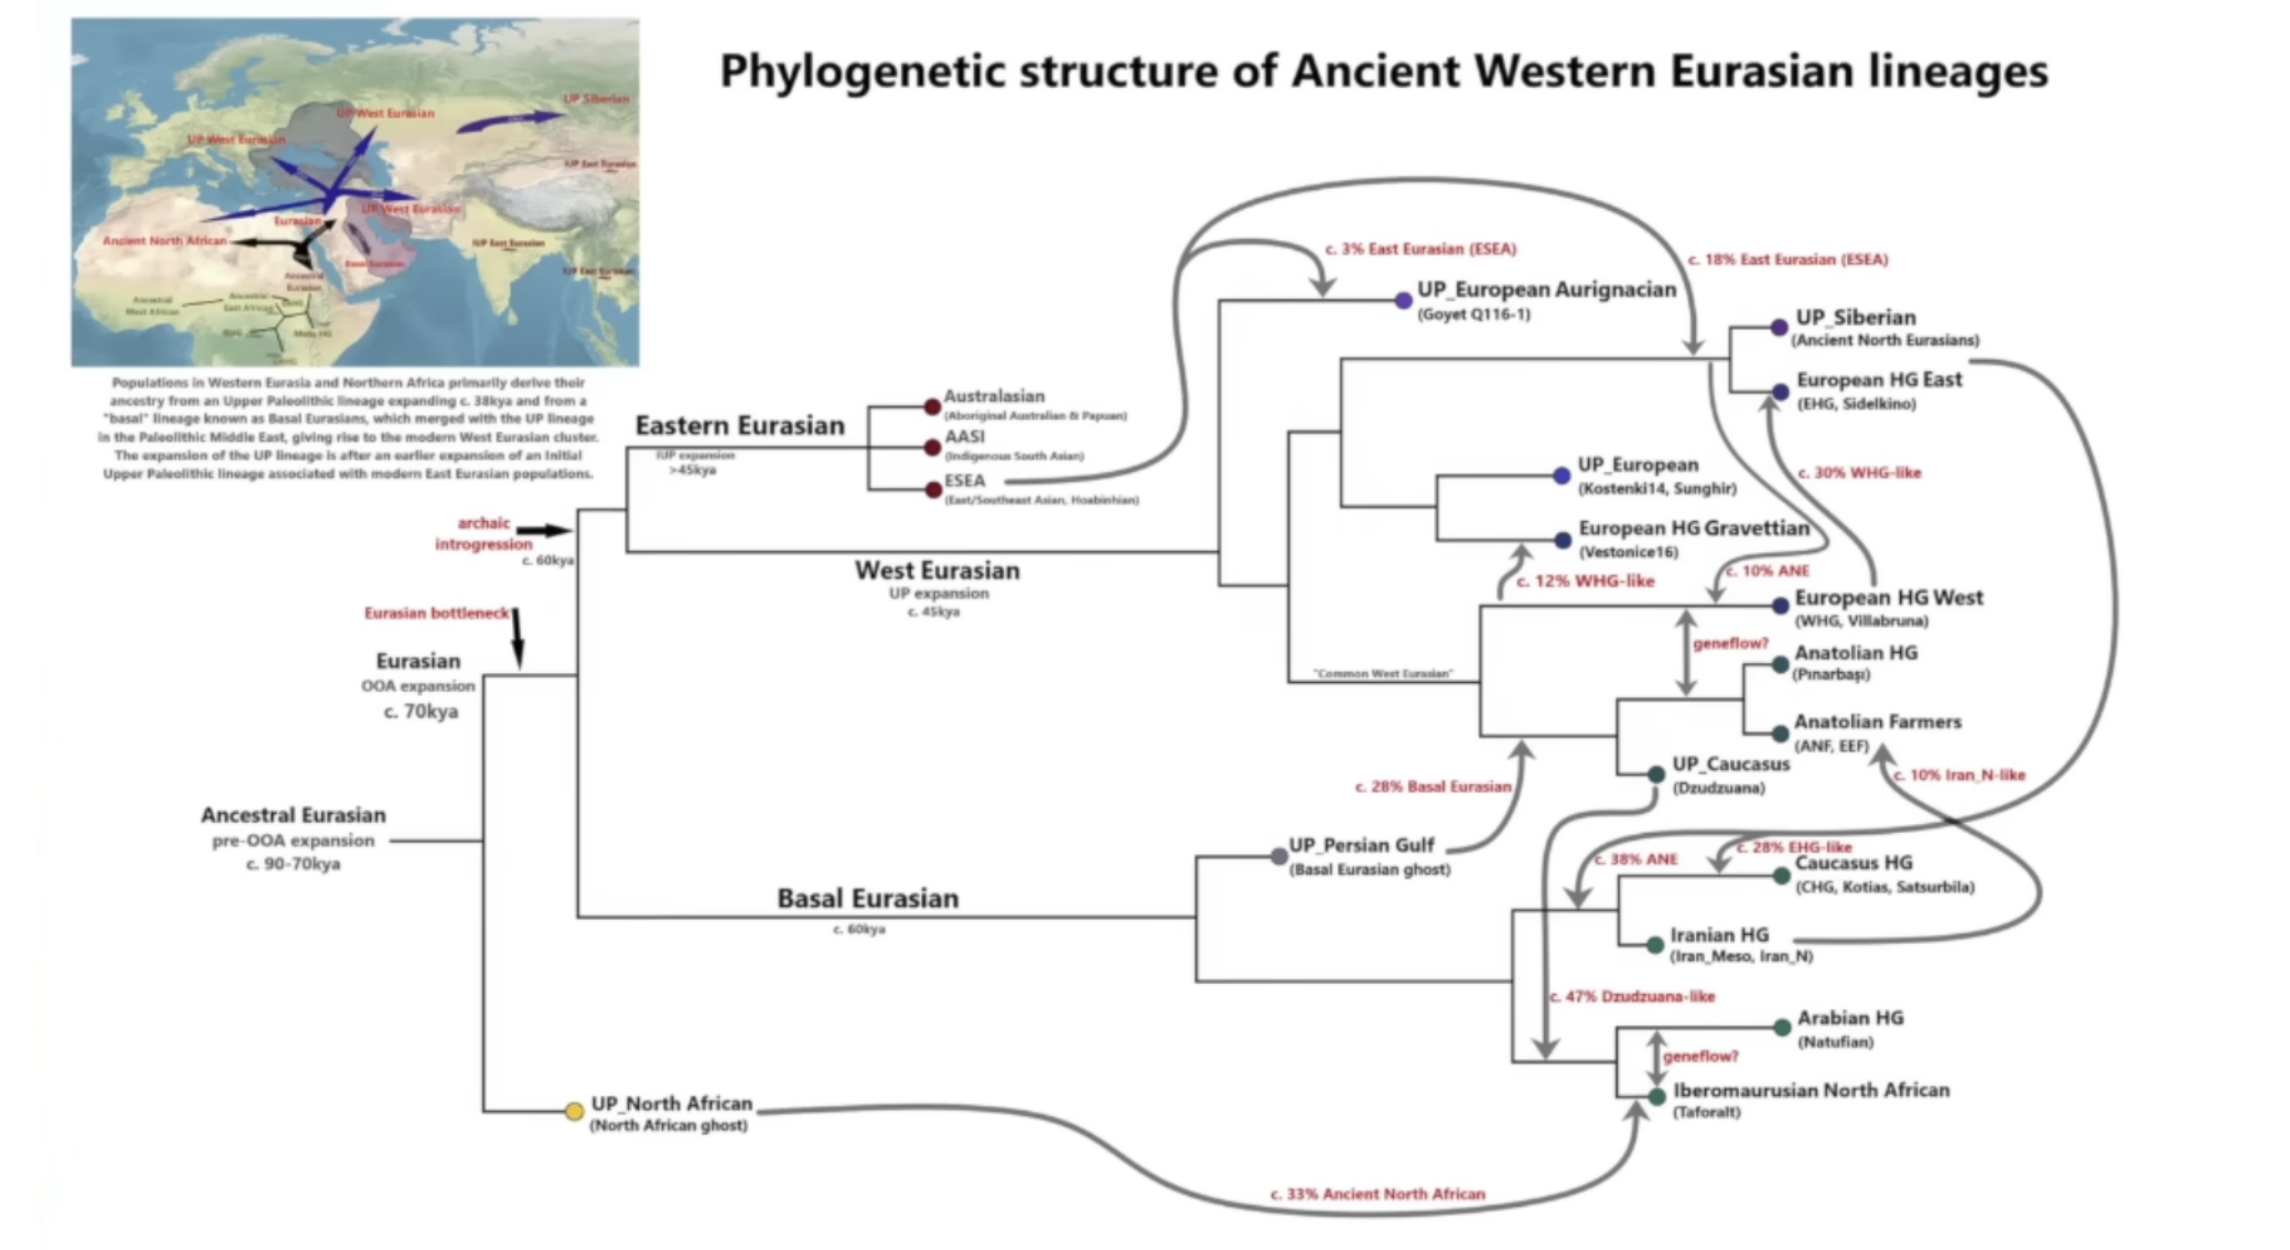 Phylogenetic structure of Ancient Western Eurasian lineages
UP Siberian
UP West Eurasian
UP West Eurasian
IUP East Eurasian
UP West Eurasian
Eurasian
Ancient North African
IUP East Eurasian
Basal Eurasian
IUP East Eurasian
Ancestral
Eurasian
Ancestral
West African
Ancestral
East African
Mota HG
Populations in Western Eurasia and Northern Africa primarily derive their
ancestry from an Upper Paleolithic lineage expanding c. 38kya and from a
"basal" lineage known as Basal Eurasians, which merged with the UP lineage
in the Paleolithic Middle East, giving rise to the modern West Eurasian cluster.
The expansion of the UP lineage is after an earlier expansion of an Initial
Upper Paleolithic lineage associated with modern East Eurasian populations.
c. 3% East Eurasian (ESEA)
c. 18% East Eurasian (ESEA)
UP_European Aurignacian
(Goyet Q116-1)
UP_Siberian
(Ancient North Eurasians)
European HG East
(EHG, Sidelkino)
Eastern Eurasian
IUP expansion
>45kya
Australasian
(Aboriginal Australian & Papuan)
AASI
(Indigenous South Asian)
ESEA
(East/Southeast Asian, Hoabinhian)
UP_European
(Kostenki14, Sunghir)
c. 30% WHG-like
European HG Gravettian
(Vestonice16)
archaic
introgression
c. 60kya
West Eurasian
UP expansion
c. 45kya
c. 12% WHG-like
c. 10% ANE
European HG West
(WHG, Villabruna)
Eurasian bottleneck
geneflow?
Eurasian
OOA expansion
c. 70kya
"Common West Eurasian"
Anatolian HG
(Pınarbaşı)
Anatolian Farmers
(ANF, EEF)
UP_Caucasus
(Dzudzuana)
c. 10% Iran_N-like
c. 28% Basal Eurasian
Ancestral Eurasian
pre-OOA expansion
c. 90-70kya
UP_Persian Gulf
(Basal Eurasian ghost)
c. 38% ANE
c. 28% EHG-like
Caucasus HG
(CHG, Kotias, Satsurbila)
Basal Eurasian
c. 60kya
Iranian HG
(Iran_Meso, Iran_N)
c. 47% Dzudzuana-like
Arabian HG
(Natufian)
geneflow?
Iberomaurusian North African
(Taforalt)
UP_North African
(North African ghost)
c. 33% Ancient North African